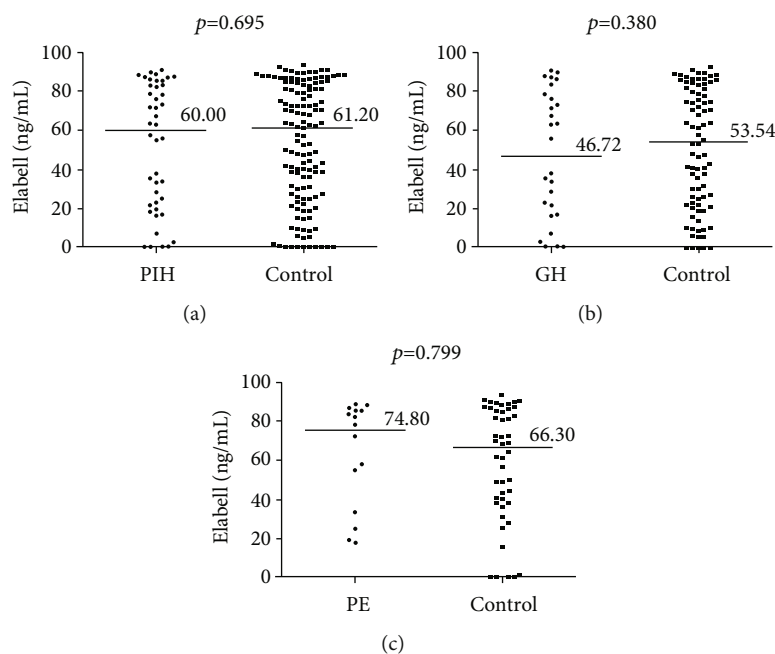 p=0.695
Elabell (ng/mL)
100
80
60
40
20
0
60.00
61.20
PIH
Control
(a)
p=0.380
Elabell (ng/mL)
100
80
60
40
20
0
46.72
53.54
GH
Control
(b)
p=0.799
Elabell (ng/mL)
100
80
60
40
20
0
74.80
66.30
PE
Control
(c)